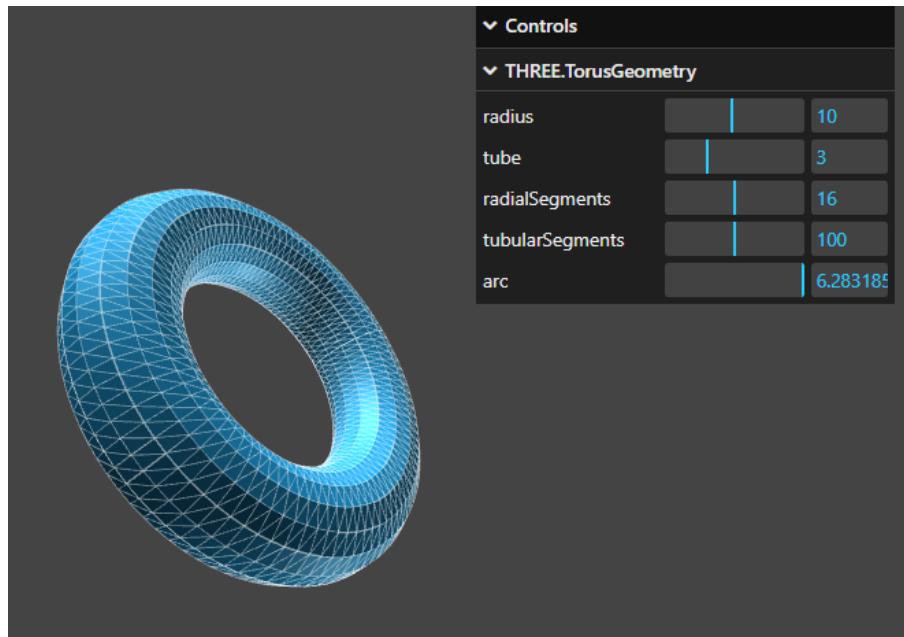 Controls
THREE.TorusGeometry
radius 10
tube 3
radialSegments 16
tubularSegments 100
arc 6.283185